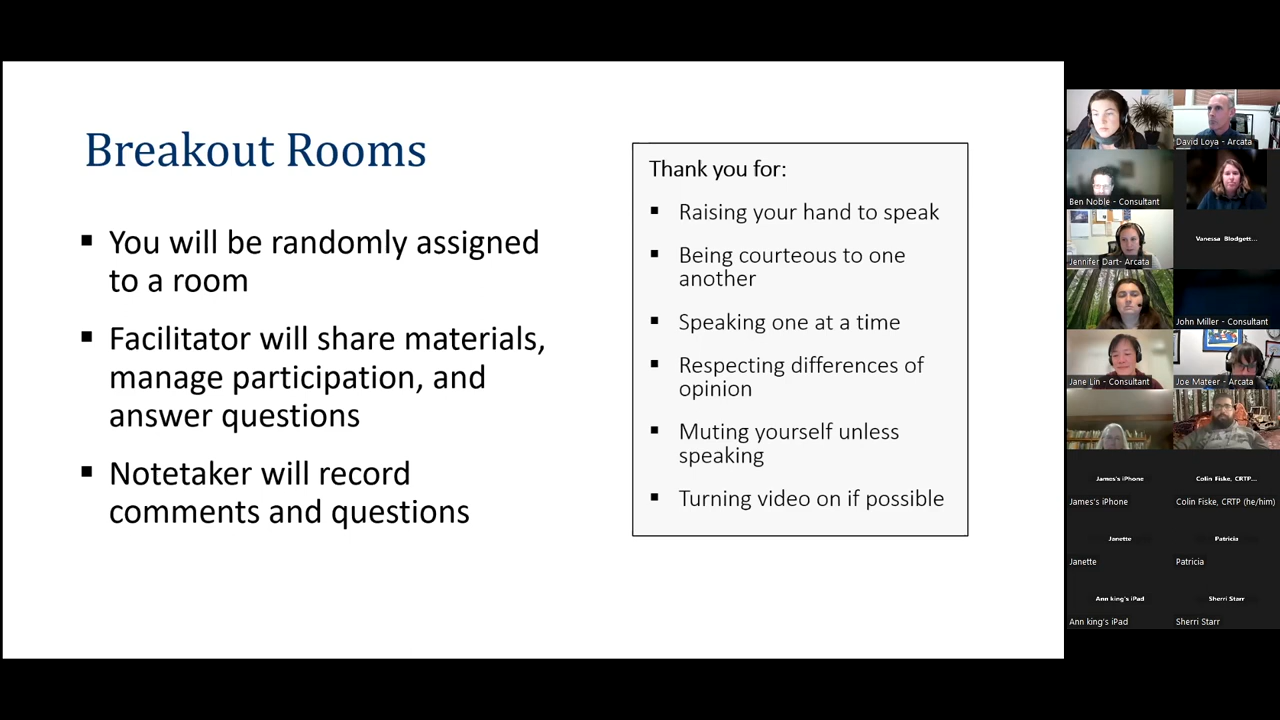 Breakout Rooms
▪ You will be randomly assigned
to a room
▪ Facilitator will share materials,
manage participation, and
answer questions
▪ Notetaker will record
comments and questions
Thank you for:
▪ Raising your hand to speak
▪ Being courteous to one
another
▪ Speaking one at a time
▪ Respecting differences of
opinion
▪ Muting yourself unless
speaking
▪ Turning video on if possible
David Loya - Arcata
Ben Noble - Consultant
Jennifer Dart- Arcata
Vanessa Blodgett...
John Miller - Consultant
Jane Lin - Consultant
Joe Mateer - Arcata
James's iPhone
James's iPhone
Colin Fiske, CRTP...
Colin Fiske, CRTP (he/him)
Janette
Janette
Patricia
Patricia
Ann king's iPad
Ann king's iPad
Sherri Starr
Sherri Starr